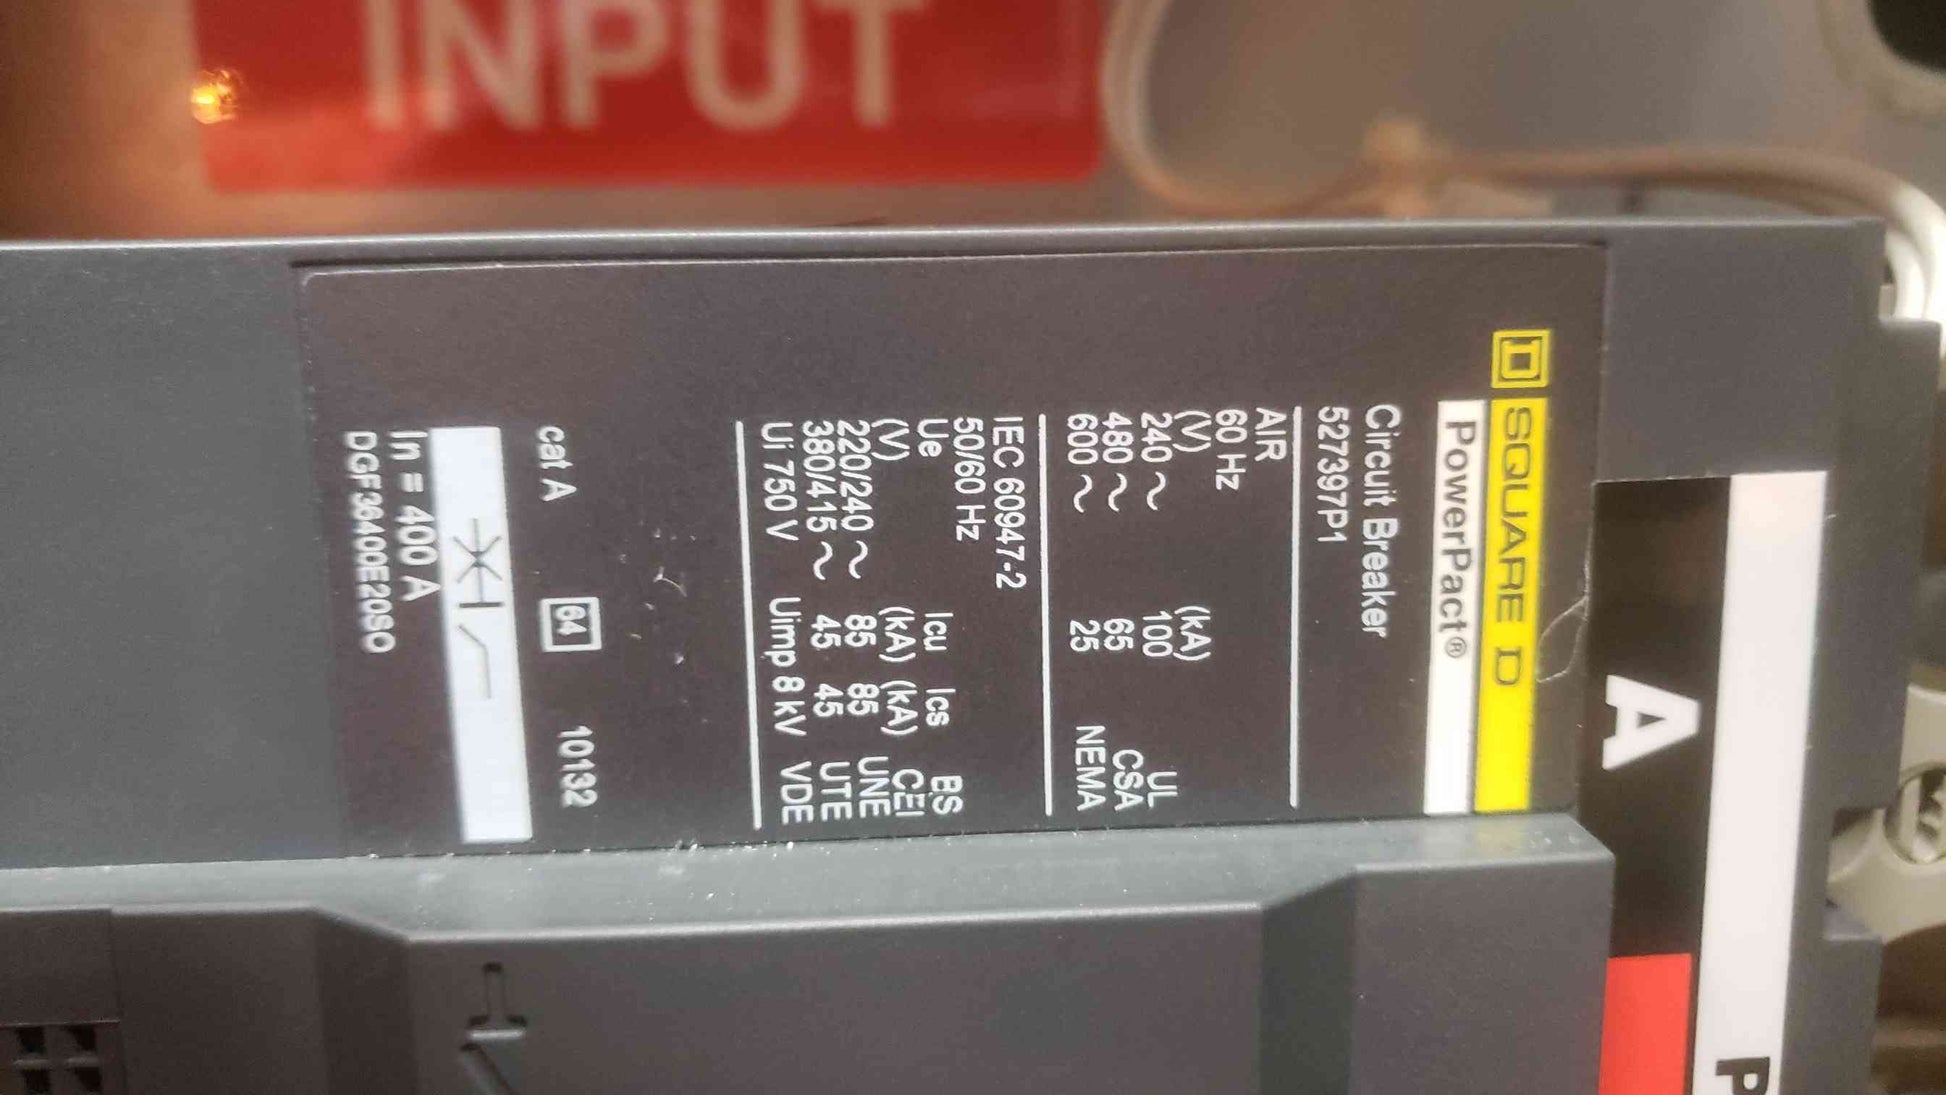 INPUT
SQUARE D
PowerPact®
Circuit Breaker
527397P1
AIR
60 Hz
(V) (kA)
240 ~ 100 UL
480 ~ 65 CSA
600 ~ 25 NEMA
IEC 60947-2
50/60 Hz
Ue Icu Ics BS
(V) (kA) (kA) CEI
220/240 ~ 85 85 UNE
380/415 ~ 45 45 UTE
Ui 750 V Uimp 8 kV VDE
cat A 64 10132
In = 400 A
DGF36400E20SO
A
P